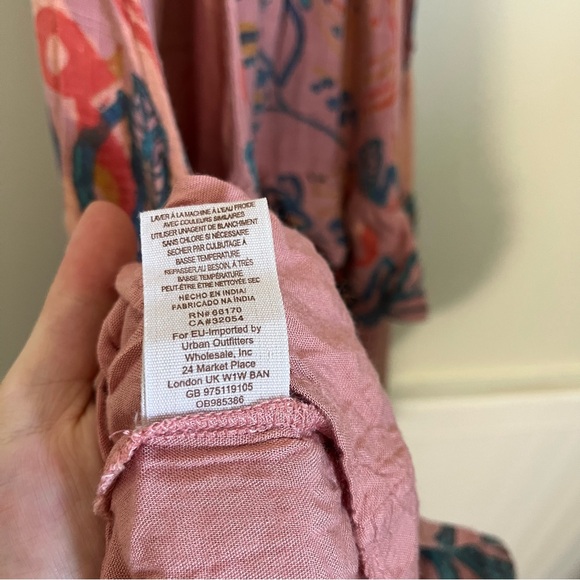 LAVER À LA MACHINE À L'EAU FROIDE
AVEC COULEURS SIMILAIRES
UTILISER UN AGENT DE BLANCHIMENT
SANS CHLORE SI NÉCESSAIRE
SECHER PAR CULBUTAGE À
BASSE TEMPÉRATURE
REPASSER AU BESOIN, À TRÈS
BASSE TEMPÉRATURE
PEUT-ÊTRE ÊTRE NETTOYÉE SEC
HECHO EN INDIA/
FABRICADO NA ÍNDIA
RN# 66170
CA#32054
For EU-Imported by
Urban Outfitters
Wholesale, Inc
24 Market Place
London UK W1W BAN
GB 975119105
OB985386